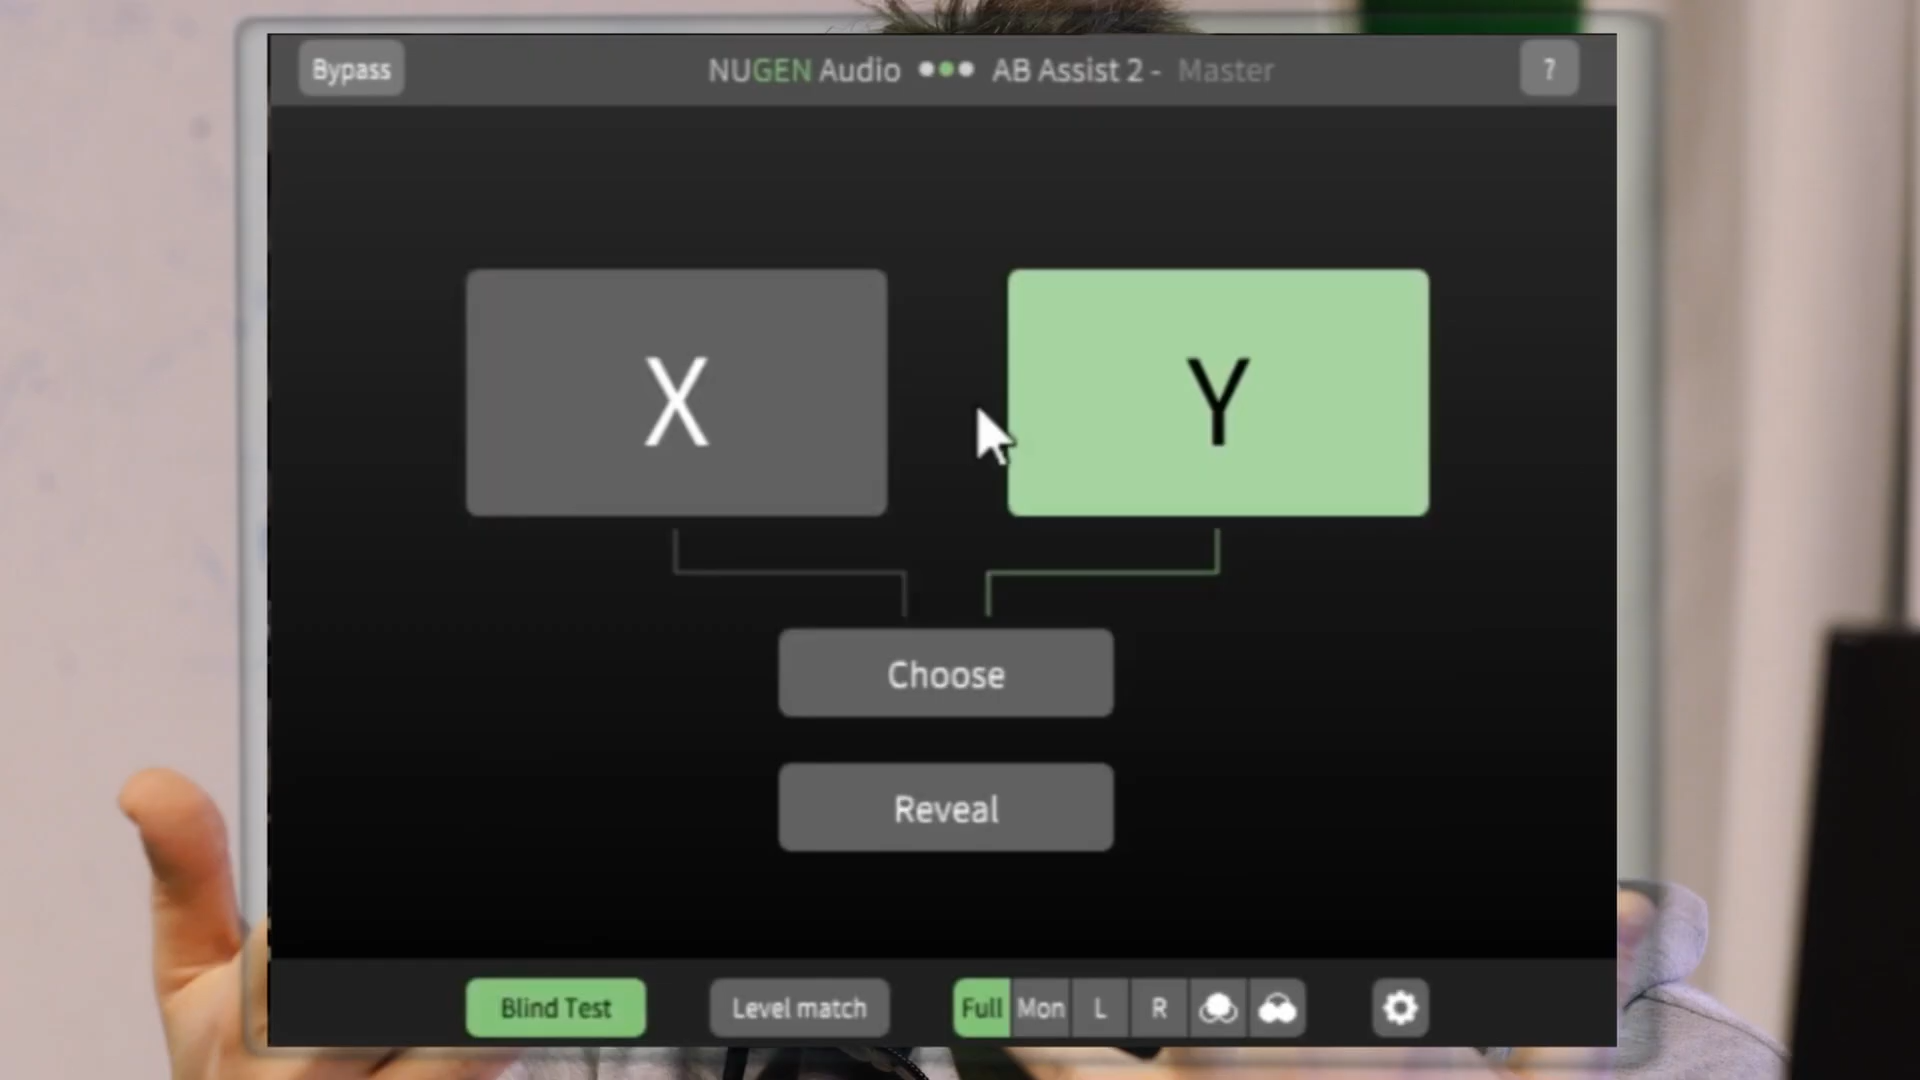 Bypass
NUGEN Audio AB Assist 2 - Master
?
X
Y
Choose
Reveal
Blind Test
Level match
Full
Mon
L
R